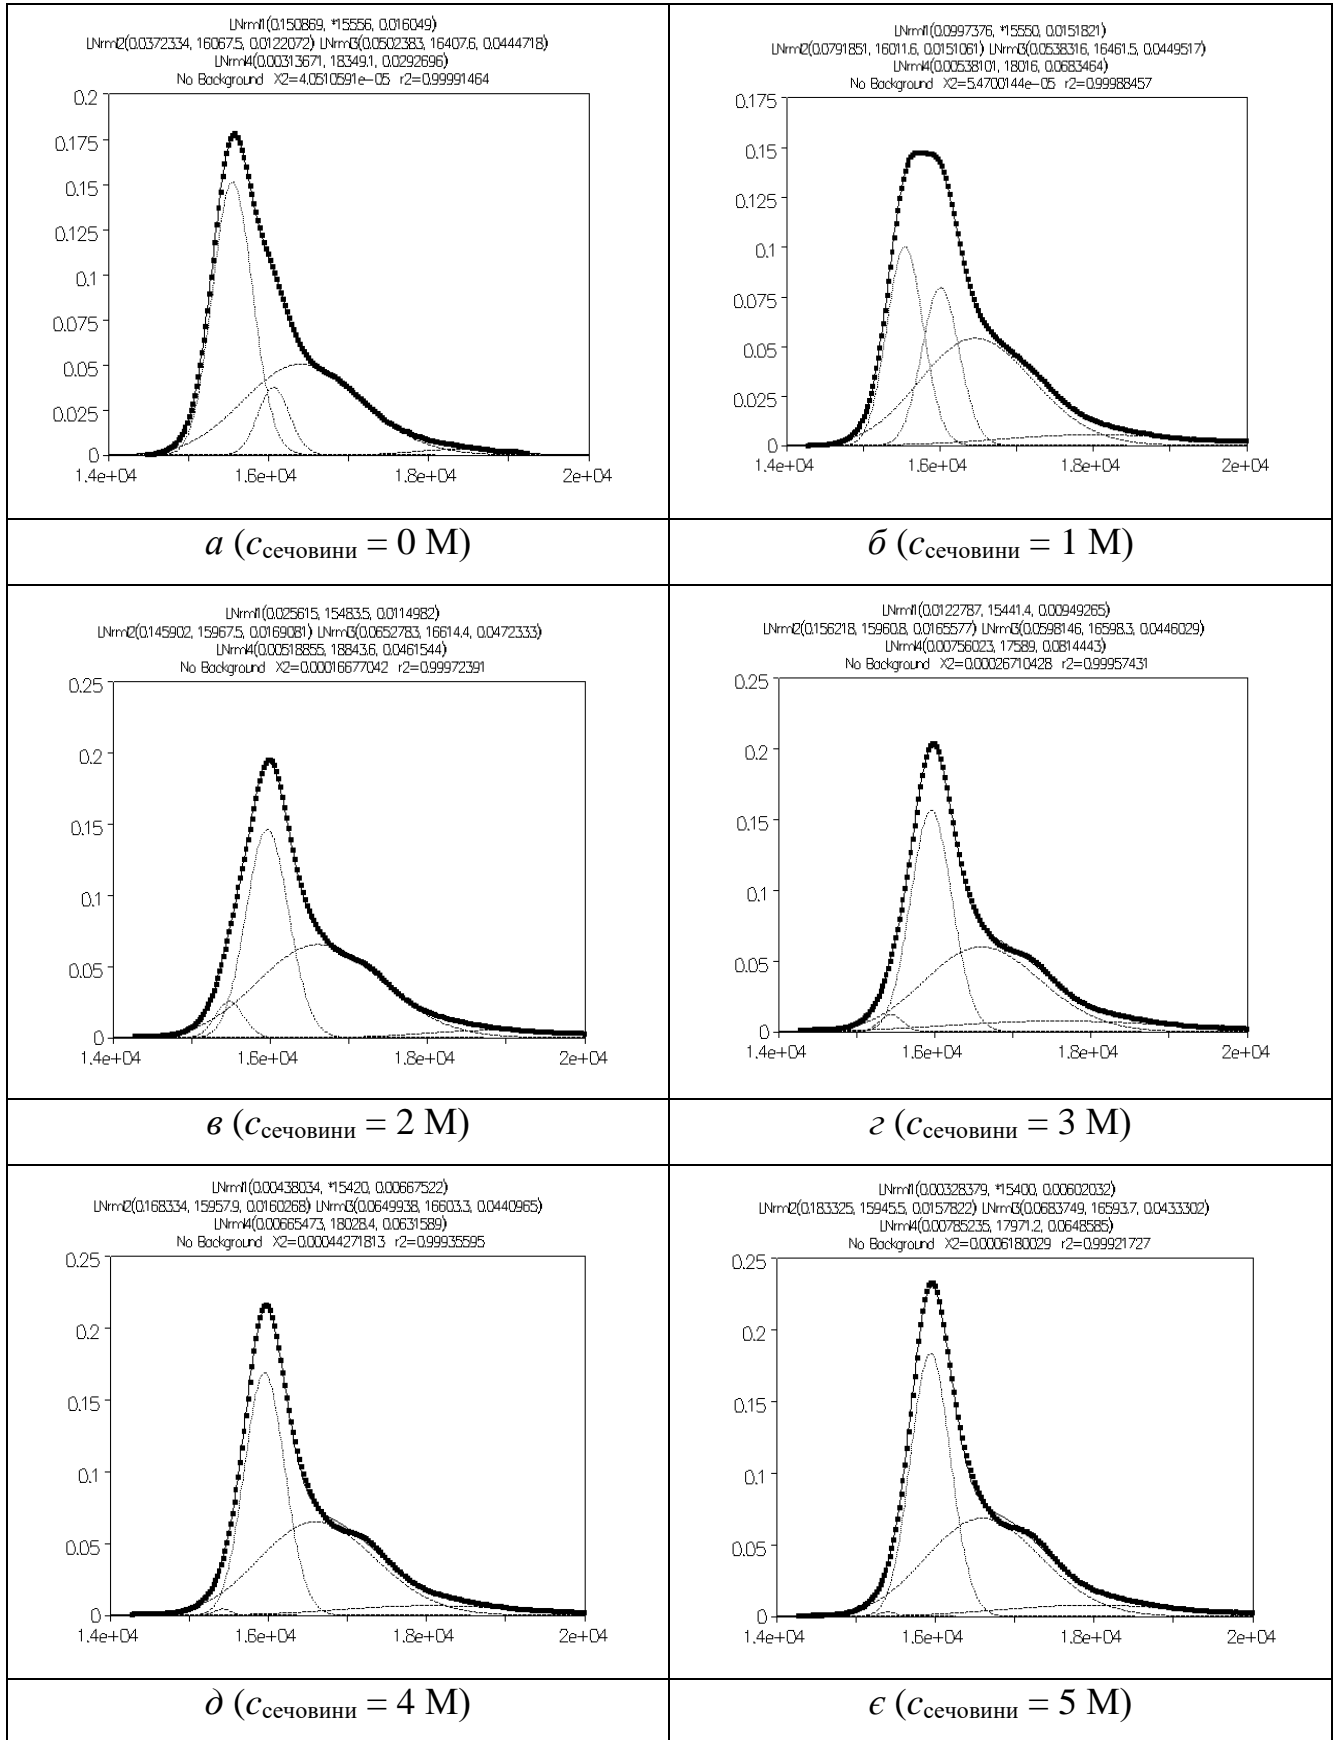 LNrml1(0.150869, *15556, 0.016049)
LNrml2(0.0372334, 16067.5, 0.0122072) LNrml3(0.0502383, 16407.6, 0.0444718)
LNrml4(0.00313671, 18349.1, 0.0292696)
No Background X2=4.0510591e-05 r2=0.99991464
0.2
0.175
0.15
0.125
0.1
0.075
0.05
0.025
0
1.4e+04 1.6e+04 1.8e+04 2e+04
а (cсечовини = 0 М)
LNrml1(0.0997376, *15550, 0.0151821)
LNrml2(0.0791851, 16011.6, 0.0151061) LNrml3(0.0538316, 16461.5, 0.0449517)
LNrml4(0.00538101, 18016, 0.0683464)
No Background X2=5.4700144e-05 r2=0.99988457
0.175
0.15
0.125
0.1
0.075
0.05
0.025
0
1.4e+04 1.6e+04 1.8e+04 2e+04
б (cсечовини = 1 М)
LNrml1(0.025615, 15483.5, 0.0114982)
LNrml2(0.145902, 15967.5, 0.0169081) LNrml3(0.0652783, 16614.4, 0.0472333)
LNrml4(0.00518855, 18843.6, 0.0461544)
No Background X2=0.00016677042 r2=0.99972391
0.25
0.2
0.15
0.1
0.05
0
1.4e+04 1.6e+04 1.8e+04 2e+04
в (cсечовини = 2 М)
LNrml1(0.0122787, 15441.4, 0.00949265)
LNrml2(0.156218, 15960.8, 0.0165577) LNrml3(0.0598146, 16598.3, 0.0446029)
LNrml4(0.00756023, 17589, 0.0814443)
No Background X2=0.00026710428 r2=0.99957431
0.25
0.2
0.15
0.1
0.05
0
1.4e+04 1.6e+04 1.8e+04 2e+04
г (cсечовини = 3 М)
LNrml1(0.00438034, *15420, 0.00667522)
LNrml2(0.168334, 15957.9, 0.0160268) LNrml3(0.0649938, 16603.3, 0.0440965)
LNrml4(0.00665473, 18028.4, 0.0631589)
No Background X2=0.00044271813 r2=0.99935595
0.25
0.2
0.15
0.1
0.05
0
1.4e+04 1.6e+04 1.8e+04 2e+04
д (cсечовини = 4 М)
LNrml1(0.00328379, *15400, 0.00602032)
LNrml2(0.183325, 15945.5, 0.0157822) LNrml3(0.0683749, 16593.7, 0.0433302)
LNrml4(0.00785235, 17971.2, 0.0648585)
No Background X2=0.0006180029 r2=0.99921727
0.25
0.2
0.15
0.1
0.05
0
1.4e+04 1.6e+04 1.8e+04 2e+04
є (cсечовини = 5 М)